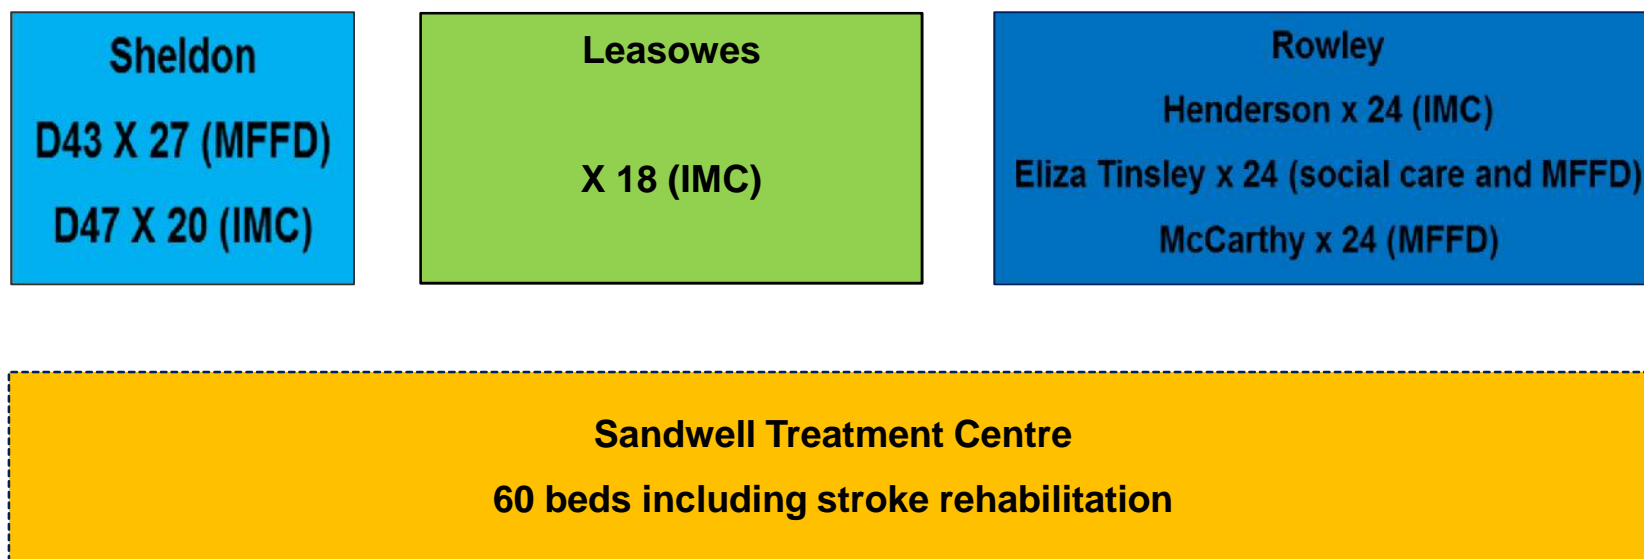 Sheldon
D43 X 27 (MFFD)
D47 X 20 (IMC)
Leasowes
X 18 (IMC)
Rowley
Henderson x 24 (IMC)
Eliza Tinsley x 24 (social care and MFFD)
McCarthy x 24 (MFFD)
Sandwell Treatment Centre
60 beds including stroke rehabilitation